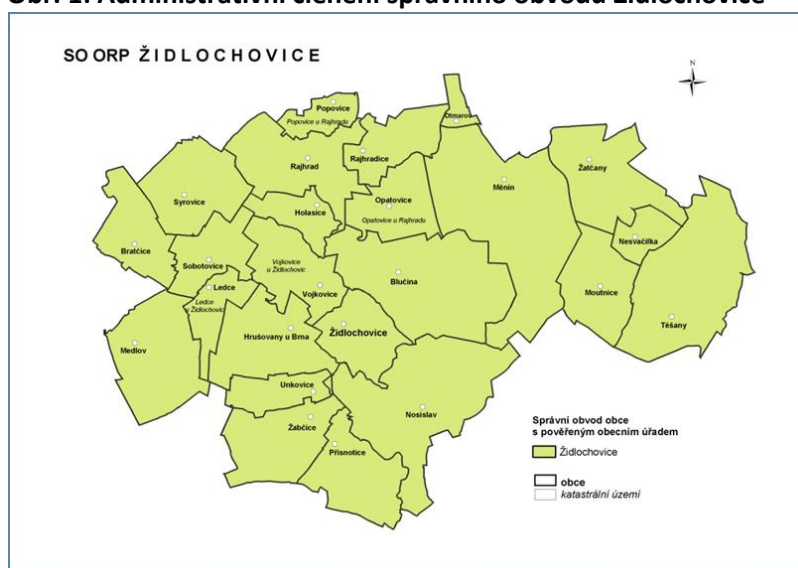 Obr. 1: Administrativní členění správního obvodu Židlochovice
SO ORP ŽIDLOCHOVICE
N
Popovice
Popovice u Rajhradu
Otmarov
Rajhradice
Rajhrad
Žatčany
Měnín
Opatovice
Syrovice
Holasice
Opatovice u Rajhradu
Nesvačilka
Bratčice
Sobotovice
Vojkovice
u Židlochovic
Blučina
Ledce
Vojkovice
Moutnice
Ledce
u Židlochovic
Těšany
Židlochovice
Hrušovany u Brna
Medlov
Unkovice
Nosislav
Žabčice
Přísnotice
Správní obvod obce
s pověřeným obecním úřadem
Židlochovice
obce
katastrální území